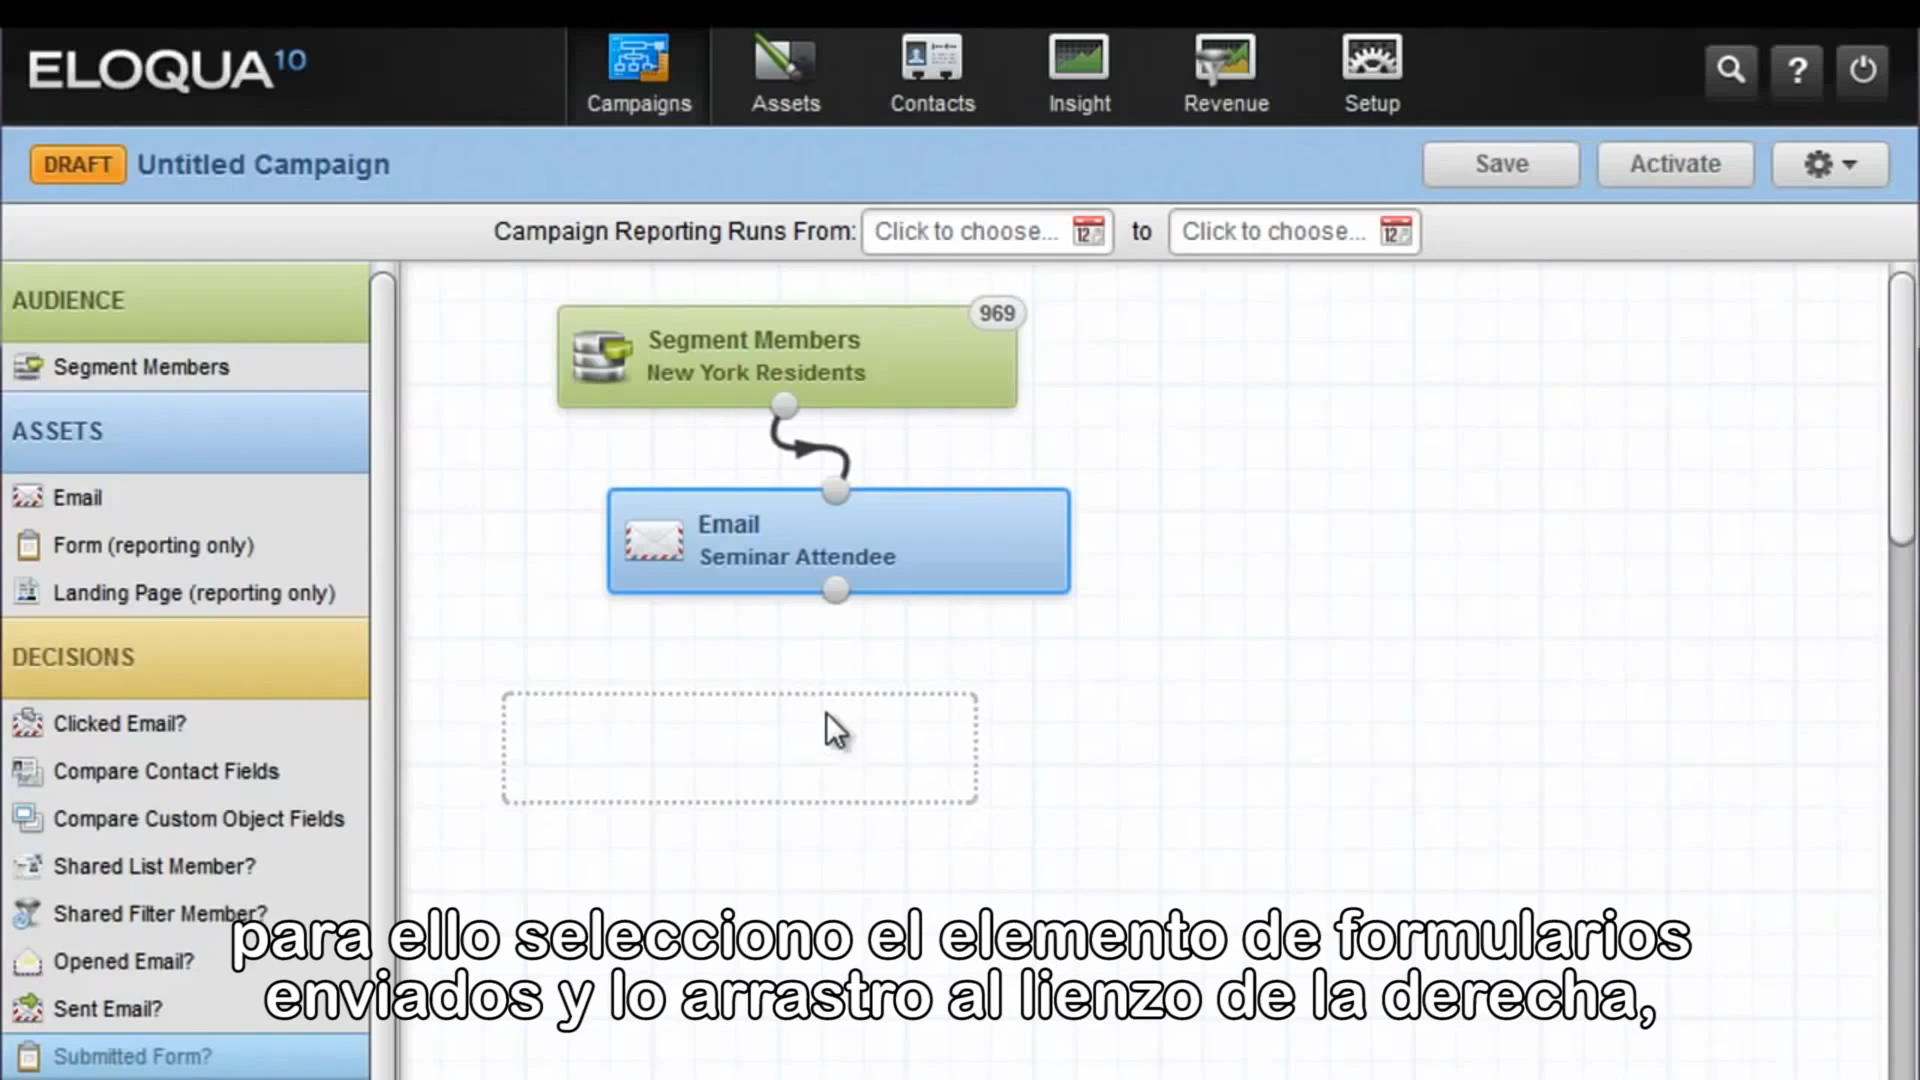 ELOQUA 10
Campaigns
Assets
Contacts
Insight
Revenue
Setup
?
DRAFT
Untitled Campaign
Save
Activate
Campaign Reporting Runs From:
Click to choose...
12
to
Click to choose...
12
AUDIENCE
Segment Members
ASSETS
Email
Form (reporting only)
Landing Page (reporting only)
DECISIONS
Clicked Email?
Compare Contact Fields
Compare Custom Object Fields
Shared List Member?
Shared Filter Member?
Opened Email?
Sent Email?
Submitted Form?
969
Segment Members
New York Residents
Email
Seminar Attendee
para ello selecciono el elemento de formularios
enviados y lo arrastro al lienzo de la derecha,